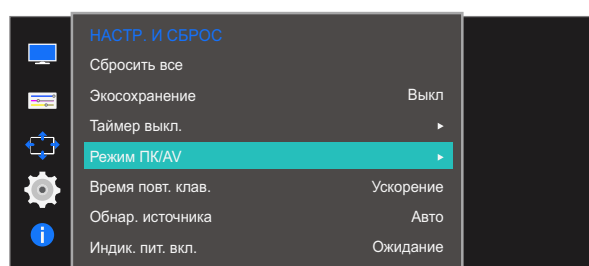 НАСТР. И СБРОС
Сбросить все
Экосохранение Выкл
Таймер выкл.
Режим ПК/AV
Время повт. клав. Ускорение
Обнар. источника Авто
Индик. пит. вкл. Ожидание